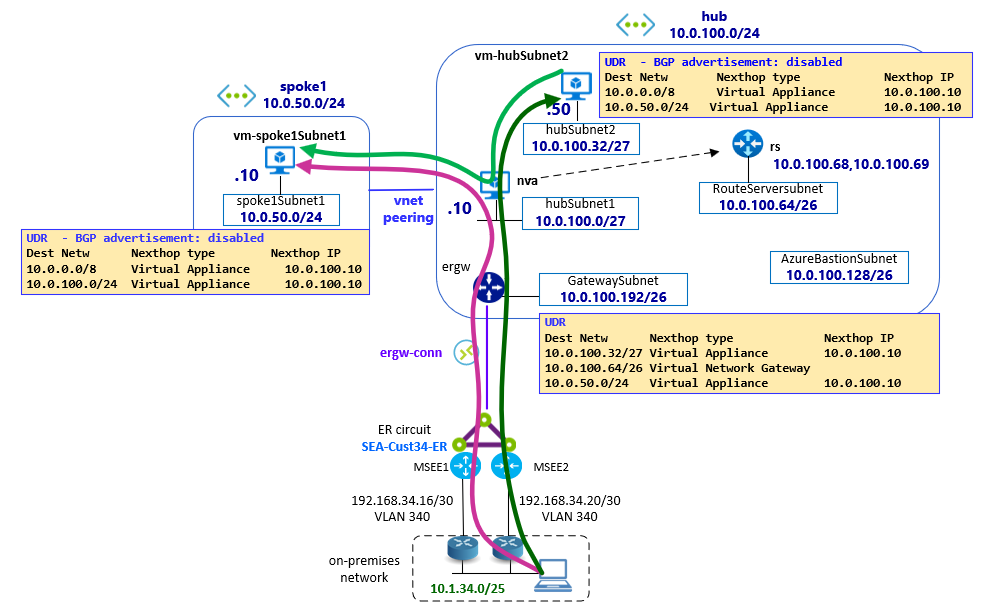 hub
10.0.100.0/24
vm-hubSubnet2
UDR - BGP advertisement: disabled
Dest Netw Nexthop type Nexthop IP
10.0.0.0/8 Virtual Appliance 10.0.100.10
10.0.50.0/24 Virtual Appliance 10.0.100.10
.50
hubSubnet2
10.0.100.32/27
spoke1
10.0.50.0/24
vm-spoke1Subnet1
.10
spoke1Subnet1
10.0.50.0/24
UDR - BGP advertisement: disabled
Dest Netw Nexthop type Nexthop IP
10.0.0.0/8 Virtual Appliance 10.0.100.10
10.0.100.0/24 Virtual Appliance 10.0.100.10
vnet
peering
nva
.10
hubSubnet1
10.0.100.0/27
rs
10.0.100.68,10.0.100.69
RouteServersubnet
10.0.100.64/26
AzureBastionSubnet
10.0.100.128/26
ergw
GatewaySubnet
10.0.100.192/26
UDR
Dest Netw Nexthop type Nexthop IP
10.0.100.32/27 Virtual Appliance 10.0.100.10
10.0.100.64/26 Virtual Network Gateway
10.0.50.0/24 Virtual Appliance 10.0.100.10
ergw-conn
ER circuit
SEA-Cust34-ER
MSEE1
MSEE2
192.168.34.16/30
VLAN 340
192.168.34.20/30
VLAN 340
on-premises
network
10.1.34.0/25